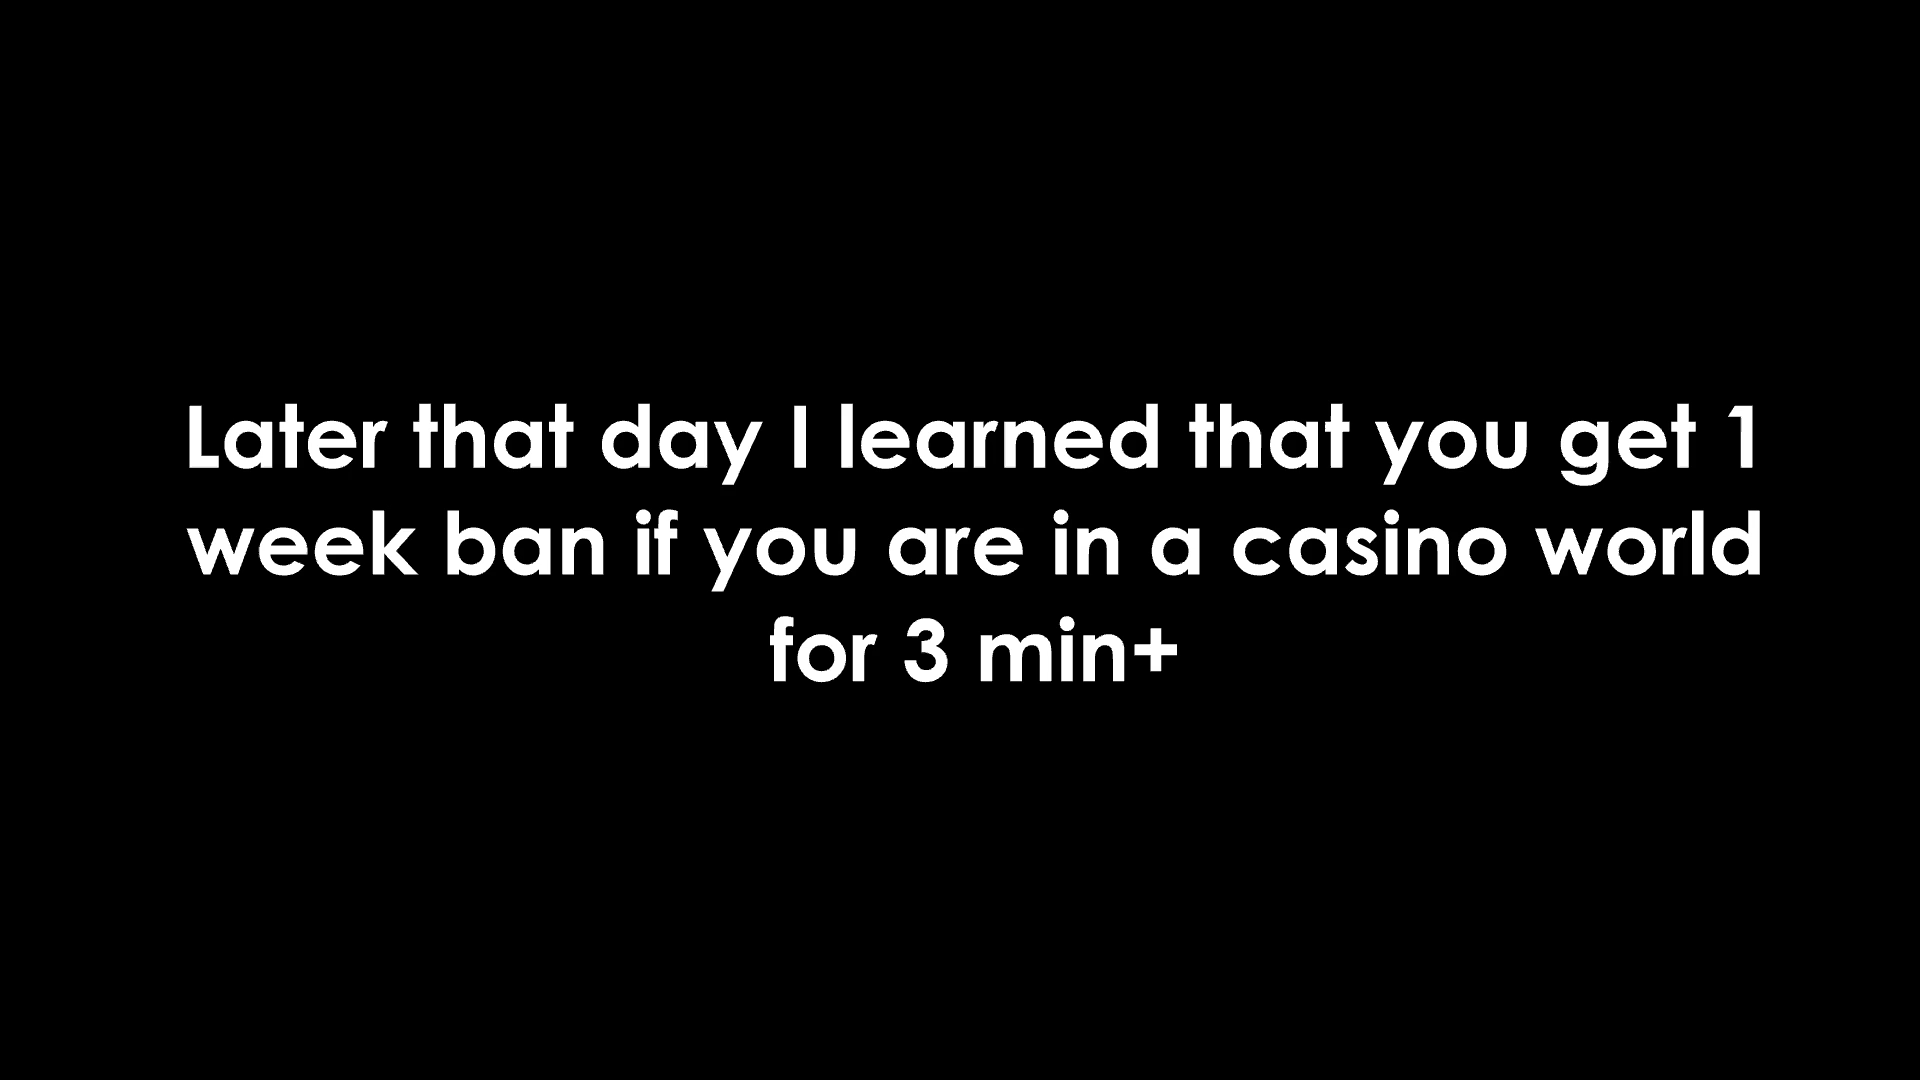 Later that day I learned that you get 1
week ban if you are in a casino world
for 3 min+